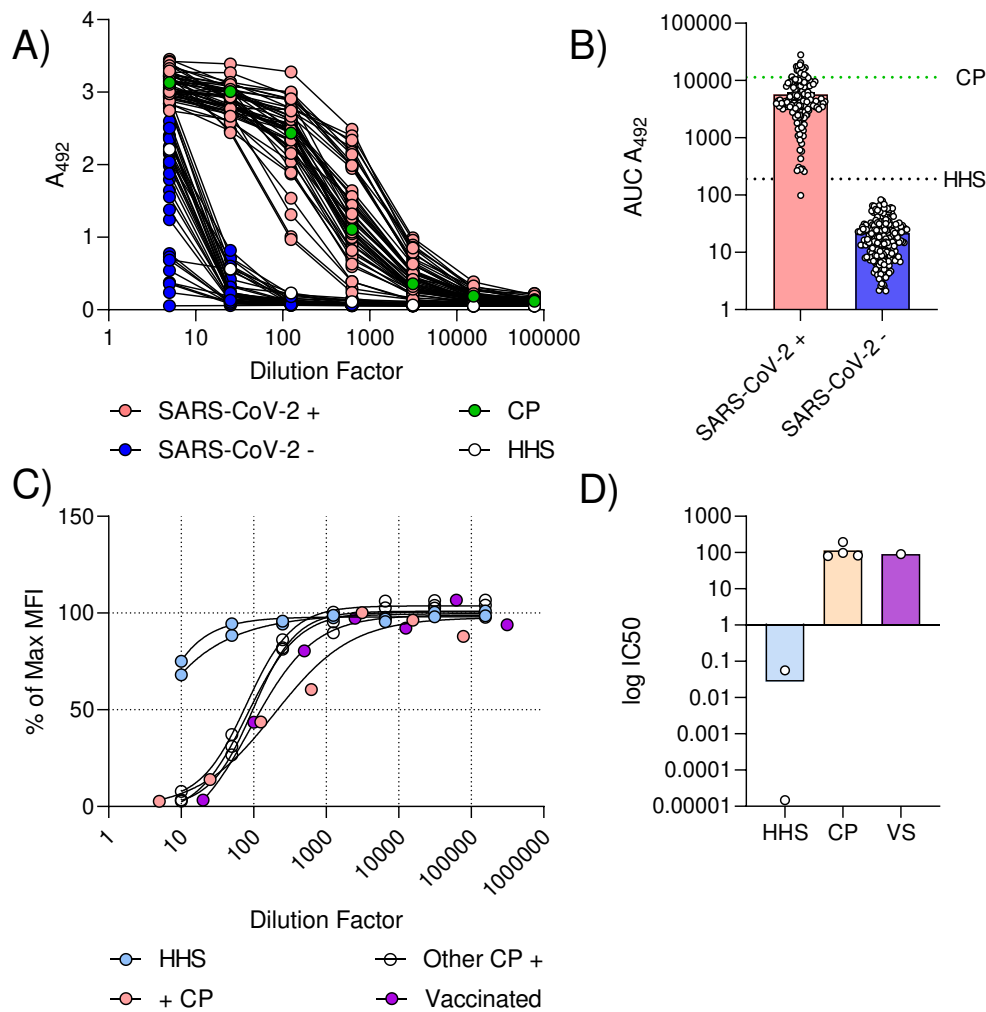 A)
4
3
2
1
0
A492
1 10 100 1000 10000 100000
Dilution Factor
SARS-CoV-2 + CP
SARS-CoV-2 - HHS
B)
100000
10000
1000
100
10
1
AUC A492
CP
HHS
SARS-CoV-2 +
SARS-CoV-2 -
C)
150
100
50
0
% of Max MFI
1 10 100 1000 10000 100000 1000000
Dilution Factor
HHS Other CP +
+ CP Vaccinated
D)
1000
100
10
1
0.1
0.01
0.001
0.0001
0.00001
log IC50
HHS CP VS